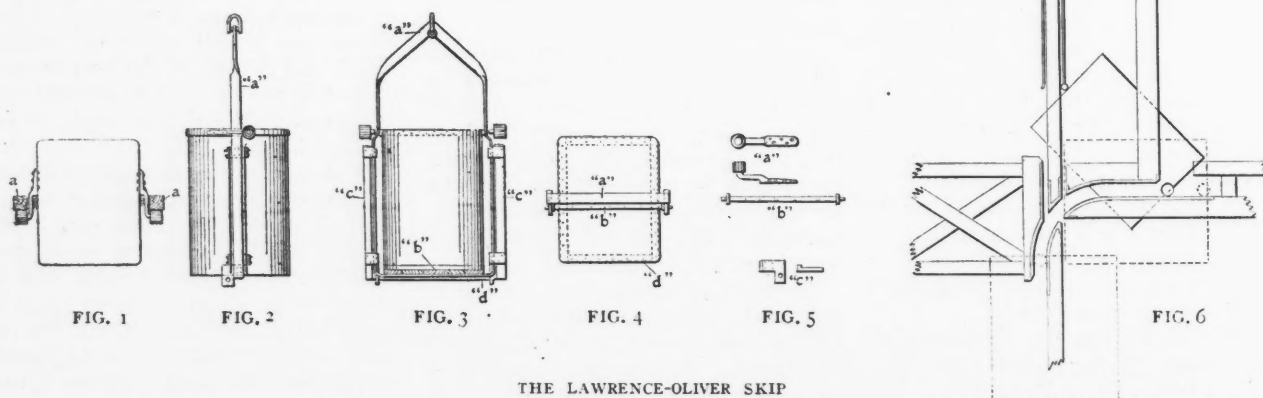 "a"
"a"
a
a
"c"
"c"
"b"
"d"
"a"
"b"
"d"
"a"
"b"
"c"
FIG. 1
FIG. 2
FIG. 3
FIG. 4
FIG. 5
FIG. 6
THE LAWRENCE-OLIVER SKIP